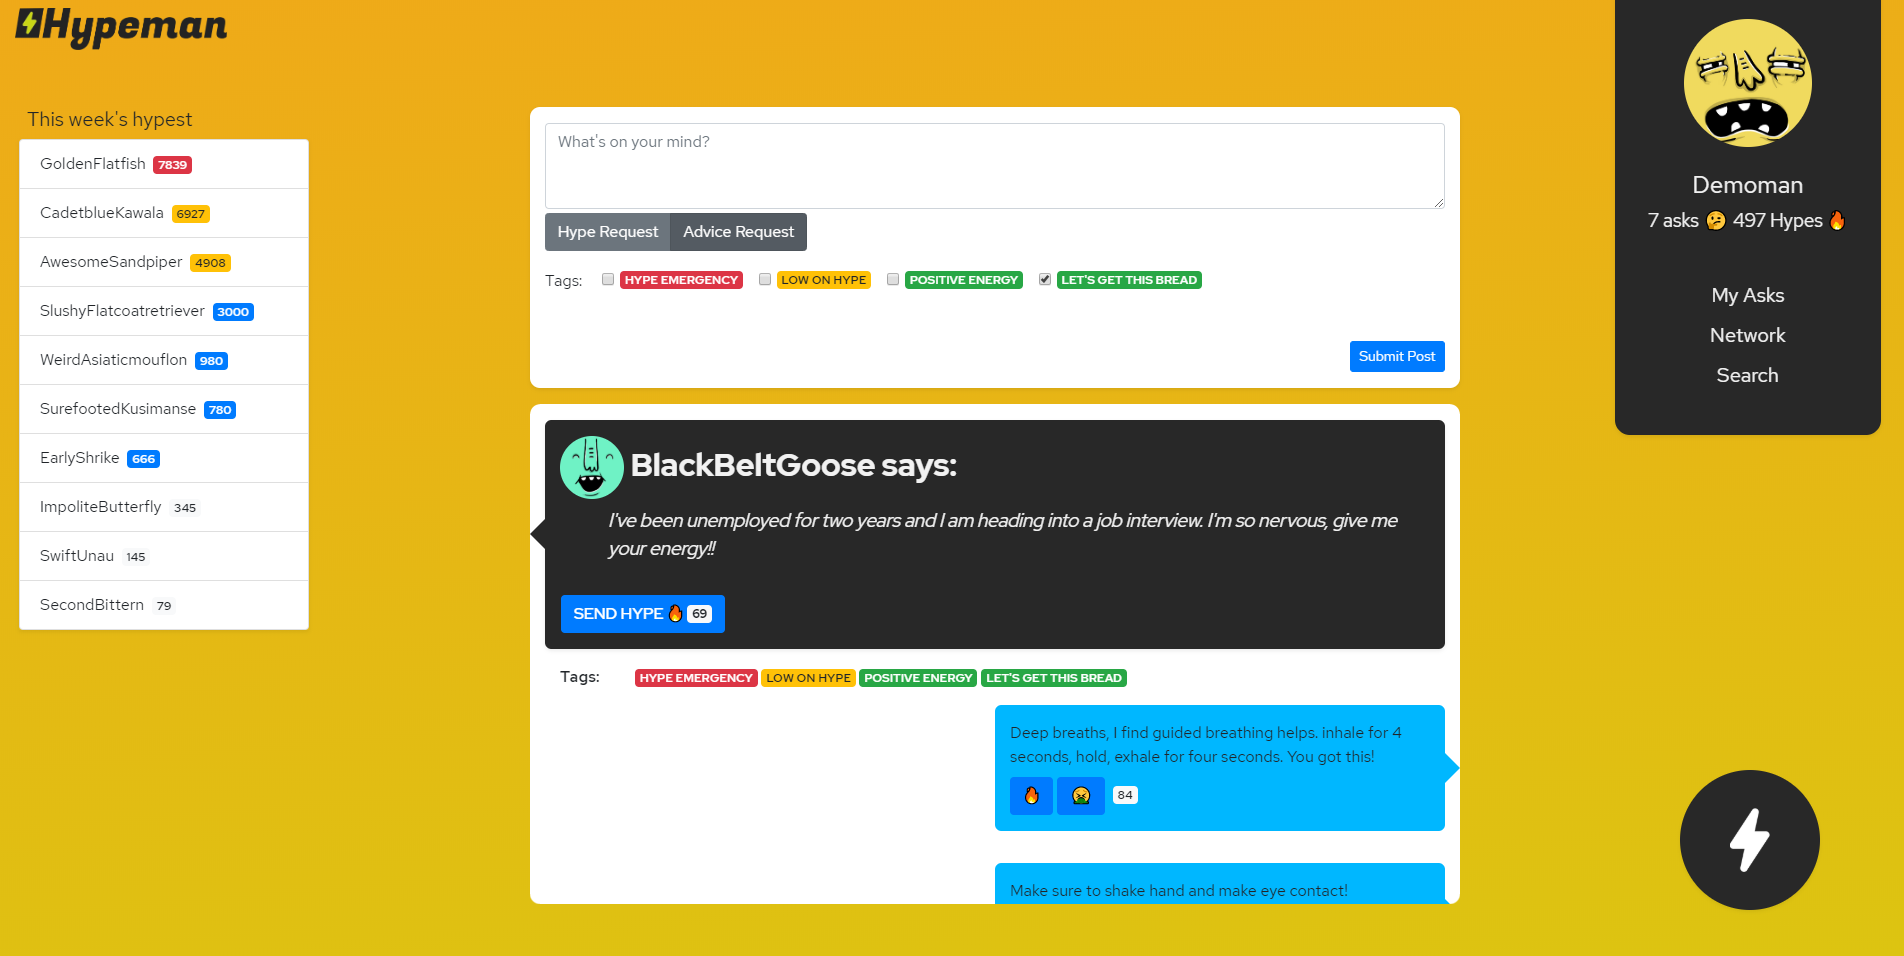 Hypeman
This week's hypest
GoldenFlatfish 7839
CadetblueKawala 6927
AwesomeSandpiper 4908
SlushyFlatcoatretriever 3000
WeirdAsiaticmouflon 980
SurefootedKusimanse 780
EarlyShrike 666
ImpoliteButterfly 345
SwiftUnau 145
SecondBittern 79
What's on your mind?
Hype Request Advice Request
Tags: HYPE EMERGENCY LOW ON HYPE POSITIVE ENERGY LET'S GET THIS BREAD
Submit Post
BlackBeltGoose says:
I've been unemployed for two years and I am heading into a job interview. I'm so nervous, give me
your energy!!
SEND HYPE 🔥 69
Tags: HYPE EMERGENCY LOW ON HYPE POSITIVE ENERGY LET'S GET THIS BREAD
Deep breaths, I find guided breathing helps. inhale for 4
seconds, hold, exhale for four seconds. You got this!
🔥 🤮 84
Make sure to shake hand and make eye contact!
Demoman
7 asks 🤔 497 Hypes 🔥
My Asks
Network
Search